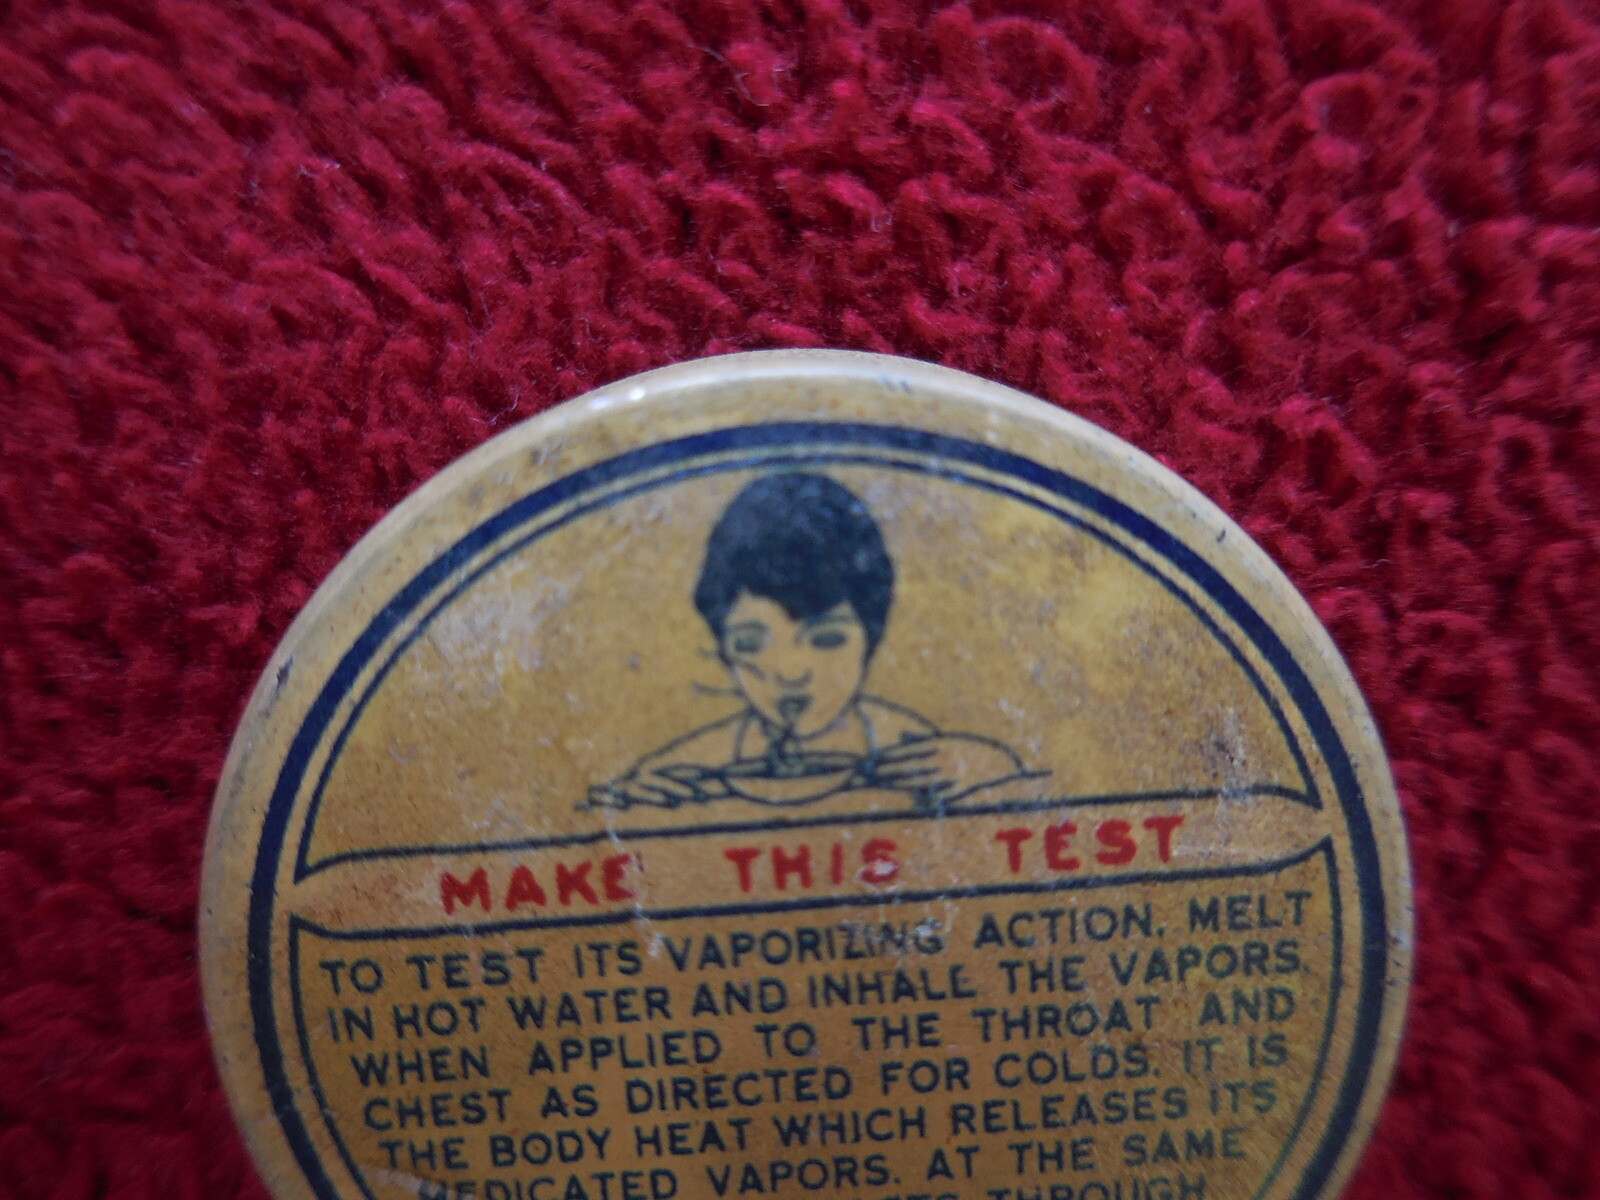 MAKE THIS TEST
TO TEST ITS VAPORIZING ACTION. MELT
IN HOT WATER AND INHALE THE VAPORS.
WHEN APPLIED TO THE THROAT AND
CHEST AS DIRECTED FOR COLDS. IT IS
THE BODY HEAT WHICH RELEASES ITS
MEDICATED VAPORS. AT THE SAME
THROUGH